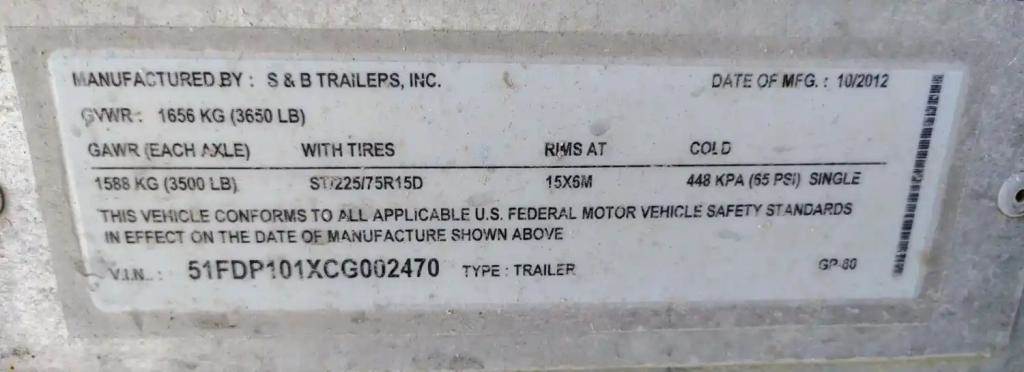 MANUFACTURED BY : S & B TRAILERS, INC. DATE OF MFG. : 10/2012
GVWR : 1656 KG (3650 LB)
GAWR (EACH AXLE) WITH TIRES RIMS AT COLD
1588 KG (3500 LB) ST/225/75R15D 15X6M 448 KPA (65 PSI) SINGLE
THIS VEHICLE CONFORMS TO ALL APPLICABLE U.S. FEDERAL MOTOR VEHICLE SAFETY STANDARDS
IN EFFECT ON THE DATE OF MANUFACTURE SHOWN ABOVE
V.I.N. : 51FDP101XCG002470 TYPE : TRAILER GP-80